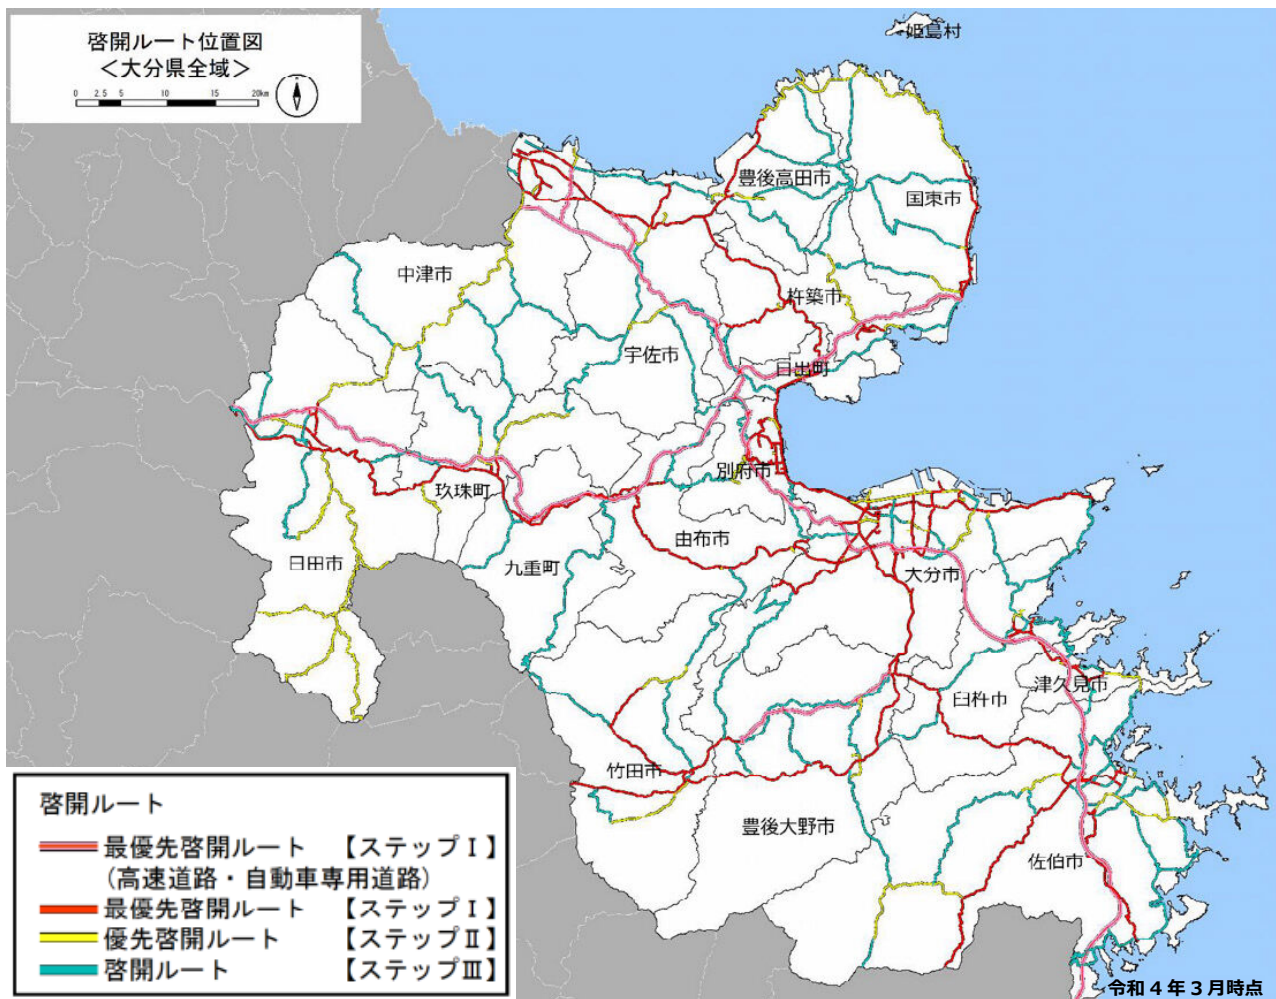 啓開ルート位置図
＜大分県全域＞
0 2.5 5 10 15 20km
姫島村
豊後高田市
国東市
中津市
杵築市
宇佐市
日出町
別府市
玖珠町
由布市
日田市
九重町
大分市
津久見市
臼杵市
竹田市
豊後大野市
佐伯市
啓開ルート
最優先啓開ルート 【ステップⅠ】
（高速道路・自動車専用道路）
最優先啓開ルート 【ステップⅠ】
優先啓開ルート 【ステップⅡ】
啓開ルート 【ステップⅢ】
令和４年３月時点